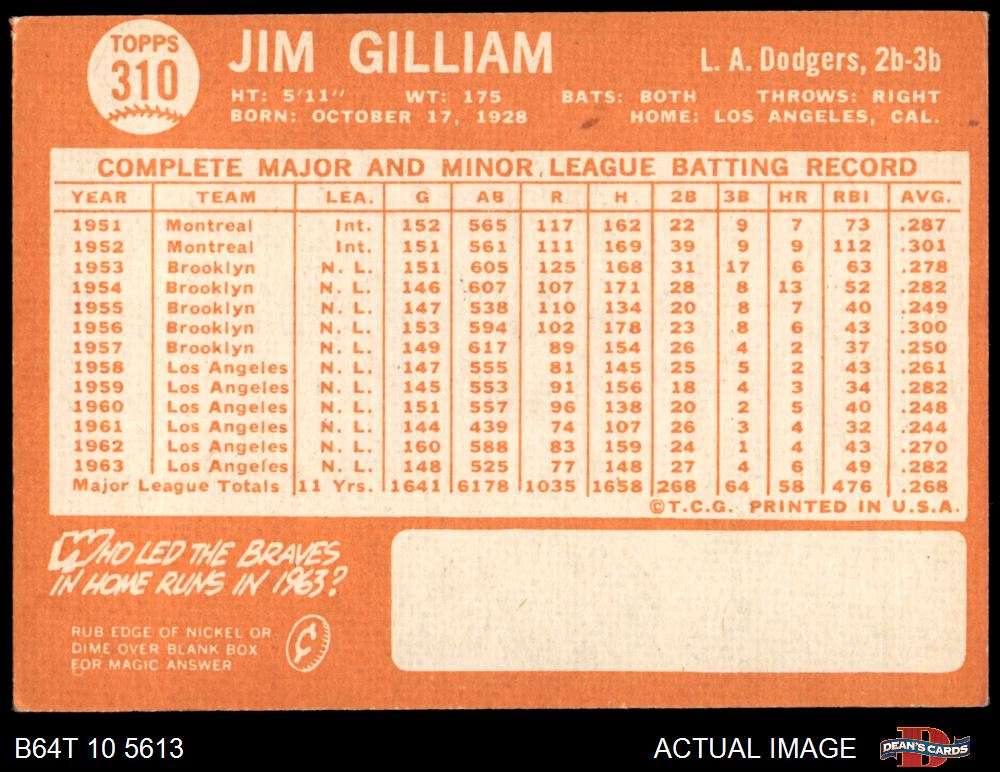 TOPPS
310
JIM GILLIAM
L. A. Dodgers, 2b-3b
HT: 5'11" WT: 175 BATS: BOTH THROWS: RIGHT
BORN: OCTOBER 17, 1928 HOME: LOS ANGELES, CAL.
COMPLETE MAJOR AND MINOR LEAGUE BATTING RECORD
YEAR TEAM LEA. G AB R H 2B 3B HR RBI AVG.
1951 Montreal Int. 152 565 117 162 22 9 7 73 .287
1952 Montreal Int. 151 561 111 169 39 9 9 112 .301
1953 Brooklyn N. L. 151 605 125 168 31 17 6 63 .278
1954 Brooklyn N. L. 146 607 107 171 28 8 13 52 .282
1955 Brooklyn N. L. 147 538 110 134 20 8 7 40 .249
1956 Brooklyn N. L. 153 594 102 178 23 8 6 43 .300
1957 Brooklyn N. L. 149 617 89 154 26 4 2 37 .250
1958 Los Angeles N. L. 147 555 81 145 25 5 2 43 .261
1959 Los Angeles N. L. 145 553 91 156 18 4 3 34 .282
1960 Los Angeles N. L. 151 557 96 138 20 2 5 40 .248
1961 Los Angeles N. L. 144 439 74 107 26 3 4 32 .244
1962 Los Angeles N. L. 160 588 83 159 24 1 4 43 .270
1963 Los Angeles N. L. 148 525 77 148 27 4 6 49 .282
Major League Totals 11 Yrs. 1641 6178 1035 1658 268 64 58 476 .268
©T.C.G. PRINTED IN U.S.A.
WHO LED THE BRAVES
IN HOME RUNS IN 1963?
RUB EDGE OF NICKEL OR
DIME OVER BLANK BOX
FOR MAGIC ANSWER
¢
B64T 10 5613
ACTUAL IMAGE
DEAN'S CARDS